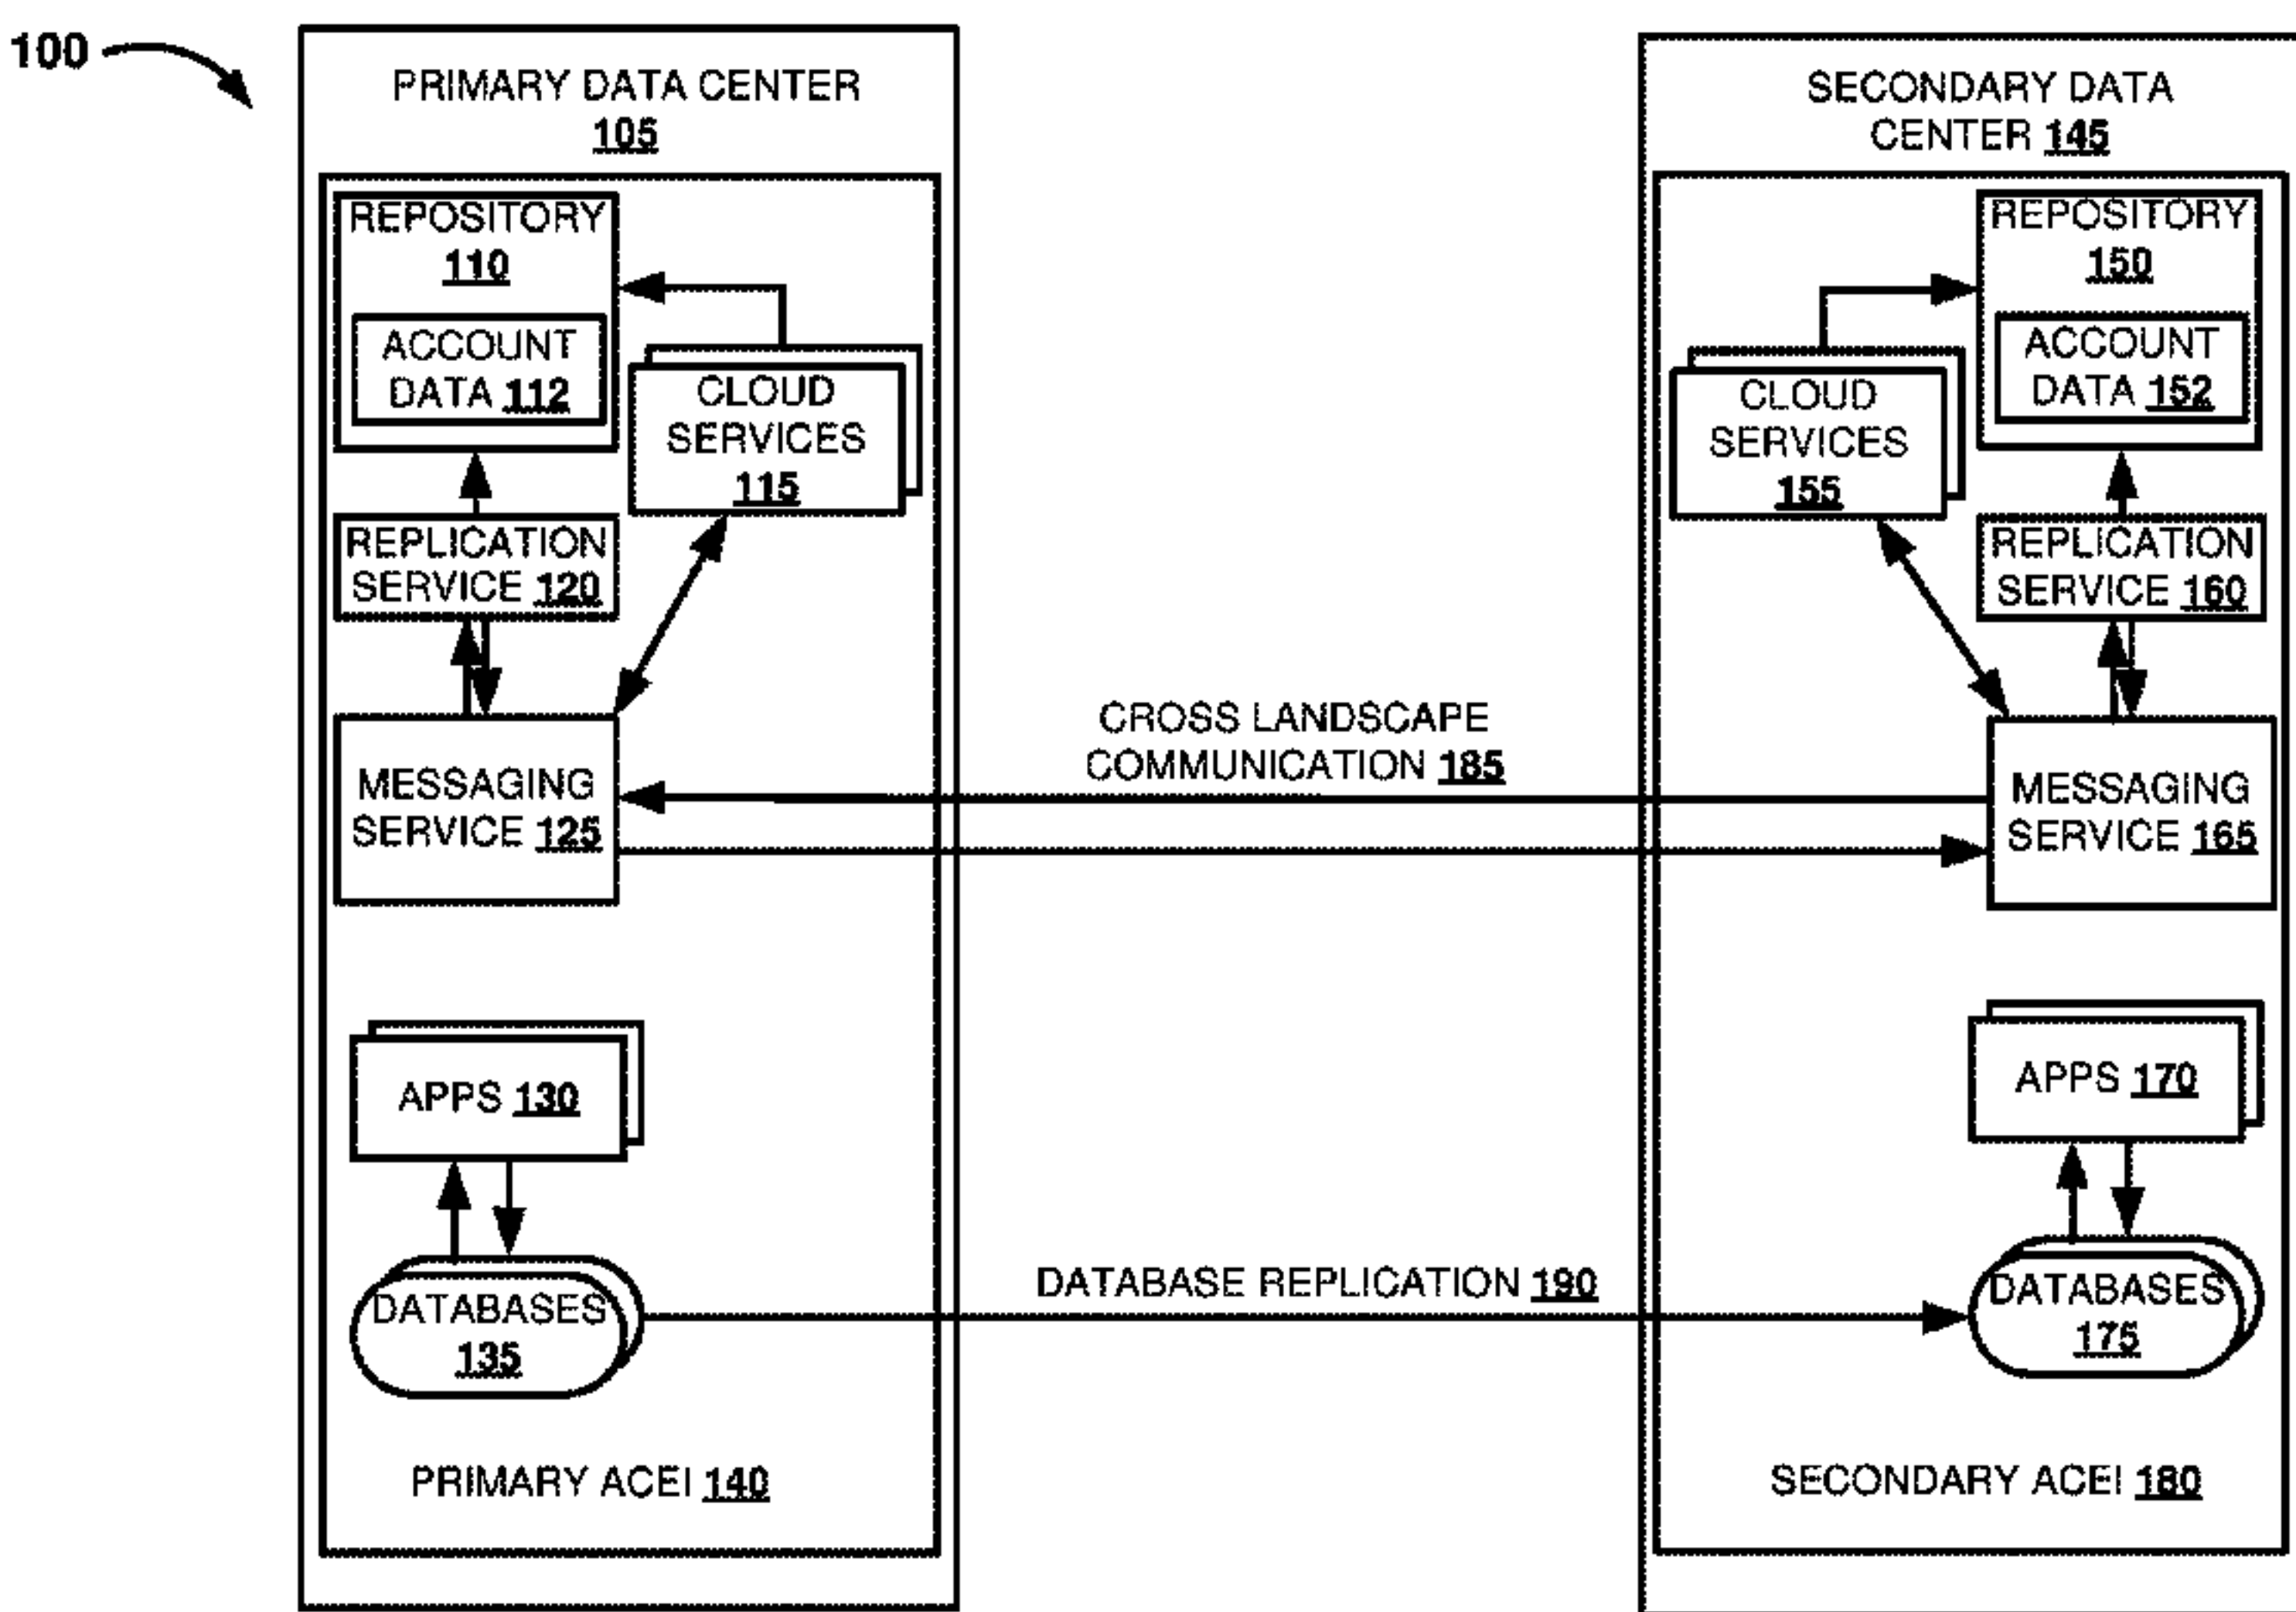 100
PRIMARY DATA CENTER
105
REPOSITORY
110
ACCOUNT
DATA 112
CLOUD
SERVICES
115
REPLICATION
SERVICE 120
MESSAGING
SERVICE 125
APPS 130
DATABASES
135
PRIMARY ACEI 140
CROSS LANDSCAPE
COMMUNICATION 185
DATABASE REPLICATION 190
SECONDARY DATA
CENTER 145
REPOSITORY
150
ACCOUNT
DATA 152
CLOUD
SERVICES
155
REPLICATION
SERVICE 160
MESSAGING
SERVICE 165
APPS 170
DATABASES
175
SECONDARY ACEI 180